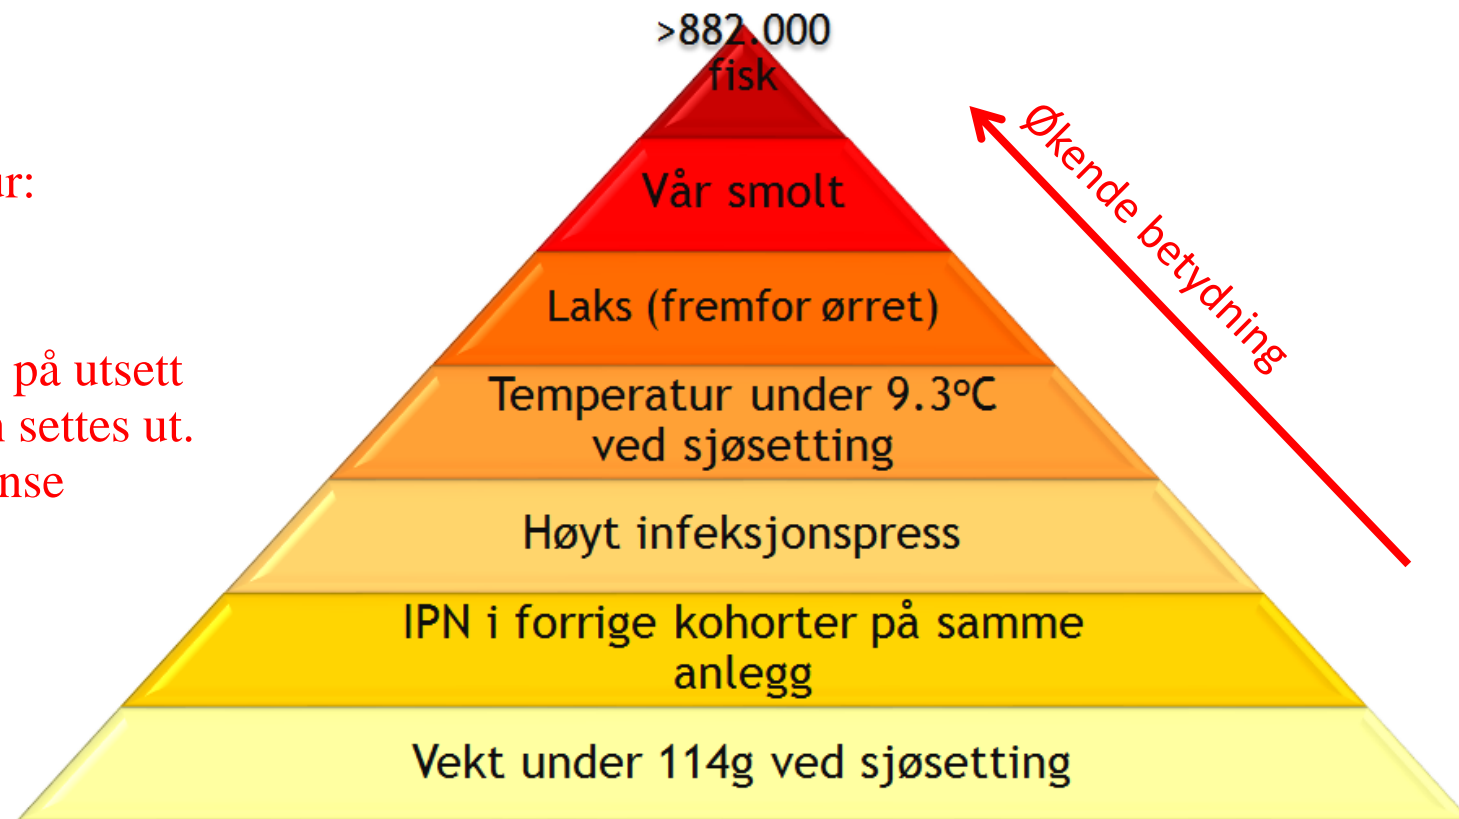 >882.000
fisk
Vår smolt
Laks (fremfor ørret)
Temperatur under 9.3ºC
ved sjøsetting
Høyt infeksjonspress
IPN i forrige kohorter på samme
anlegg
Vekt under 114g ved sjøsetting
Økende betydning
på utsett
settes ut.